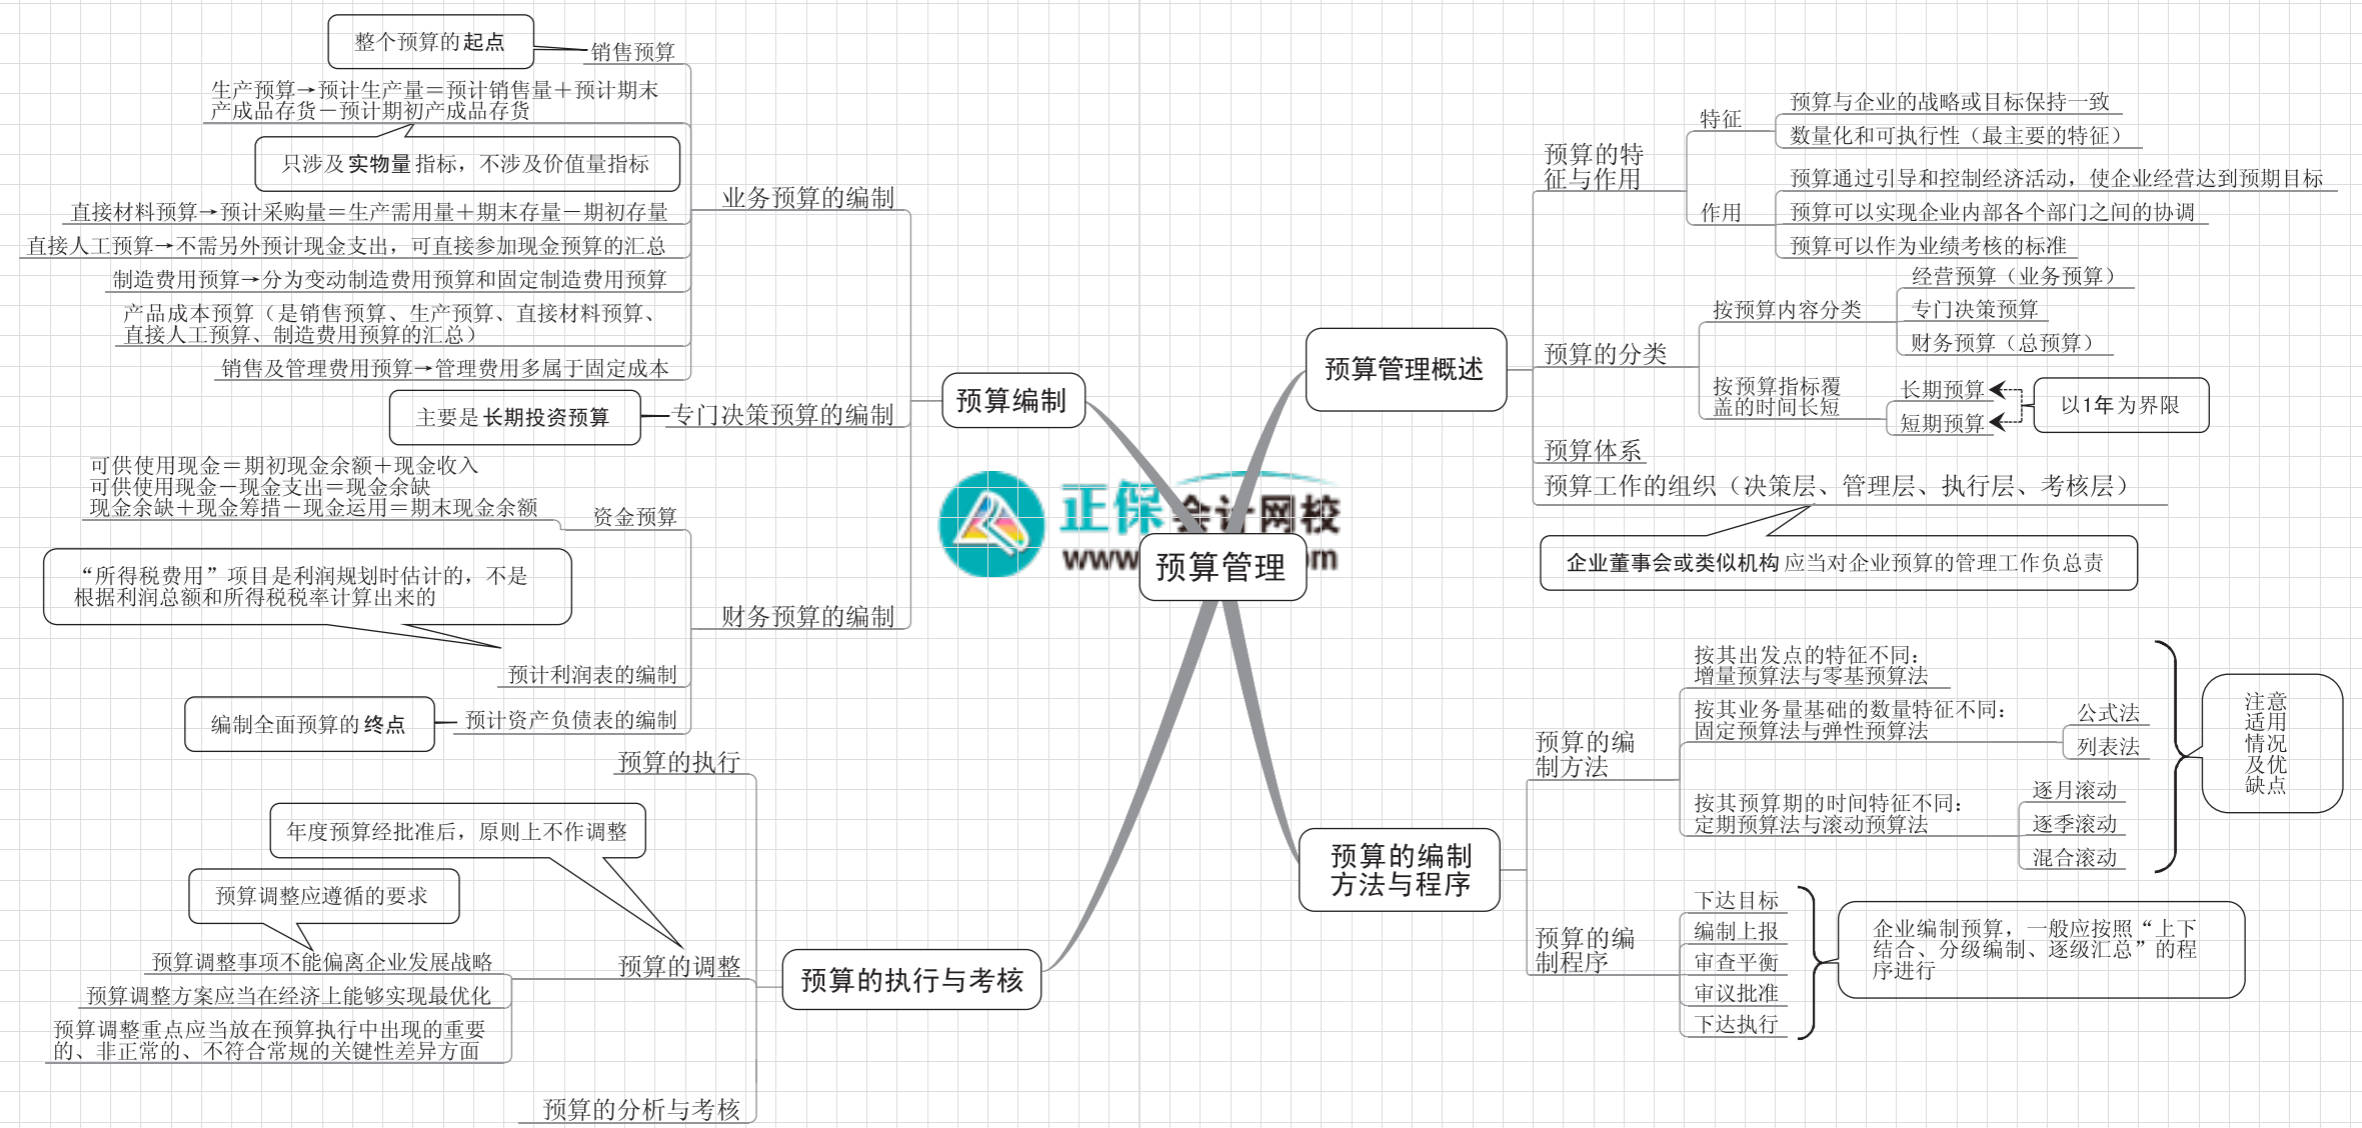 整个预算的起点
销售预算
生产预算→预计生产量＝预计销售量＋预计期末
产成品存货－预计期初产成品存货
只涉及实物量指标，不涉及价值量指标
直接材料预算→预计采购量＝生产需用量＋期末存量－期初存量
直接人工预算→不需另外预计现金支出，可直接参加现金预算的汇总
制造费用预算→分为变动制造费用预算和固定制造费用预算
产品成本预算（是销售预算、生产预算、直接材料预算、
直接人工预算、制造费用预算的汇总）
销售及管理费用预算→管理费用多属于固定成本
业务预算的编制
主要是长期投资预算
专门决策预算的编制
预算编制
可供使用现金＝期初现金余额＋现金收入
可供使用现金－现金支出＝现金余缺
现金余缺＋现金筹措－现金运用＝期末现金余额
资金预算
“所得税费用”项目是利润规划时估计的，不是
根据利润总额和所得税税率计算出来的
财务预算的编制
预计利润表的编制
编制全面预算的终点
预计资产负债表的编制
预算的执行
年度预算经批准后，原则上不作调整
预算调整应遵循的要求
预算调整事项不能偏离企业发展战略
预算调整方案应当在经济上能够实现最优化
预算调整重点应当放在预算执行中出现的重要
的、非正常的、不符合常规的关键性差异方面
预算的调整
预算的执行与考核
预算的分析与考核
正保会计网校
www
om
预算管理
预算管理概述
预算的特
征与作用
特征
预算与企业的战略或目标保持一致
数量化和可执行性（最主要的特征）
作用
预算通过引导和控制经济活动，使企业经营达到预期目标
预算可以实现企业内部各个部门之间的协调
预算可以作为业绩考核的标准
预算的分类
按预算内容分类
经营预算（业务预算）
专门决策预算
财务预算（总预算）
按预算指标覆
盖的时间长短
长期预算
短期预算
以1年为界限
预算体系
预算工作的组织（决策层、管理层、执行层、考核层）
企业董事会或类似机构应当对企业预算的管理工作负总责
预算的编制
方法与程序
预算的编
制方法
按其出发点的特征不同：
增量预算法与零基预算法
按其业务量基础的数量特征不同：
固定预算法与弹性预算法
公式法
列表法
按其预算期的时间特征不同：
定期预算法与滚动预算法
逐月滚动
逐季滚动
混合滚动
注意
适用
情况
及优
缺点
预算的编
制程序
下达目标
编制上报
审查平衡
审议批准
下达执行
企业编制预算，一般应按照“上下
结合、分级编制、逐级汇总”的程
序进行